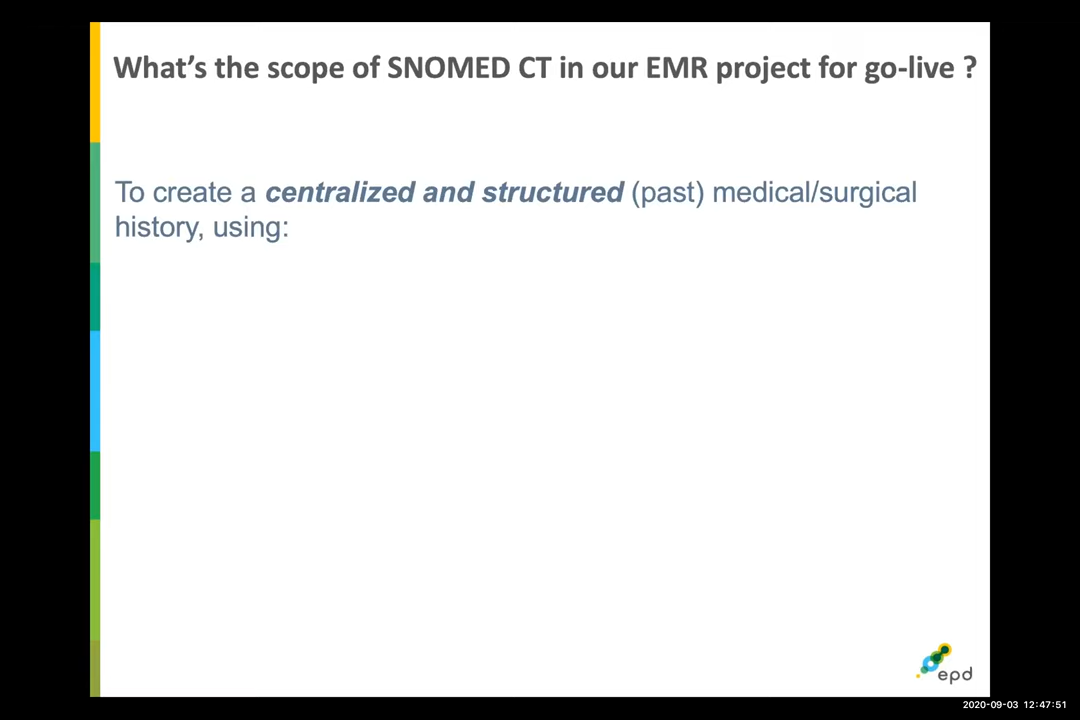 What’s the scope of SNOMED CT in our EMR project for go-live ?
To create a centralized and structured (past) medical/surgical
history, using:
epd
2020-09-03 12:47:51